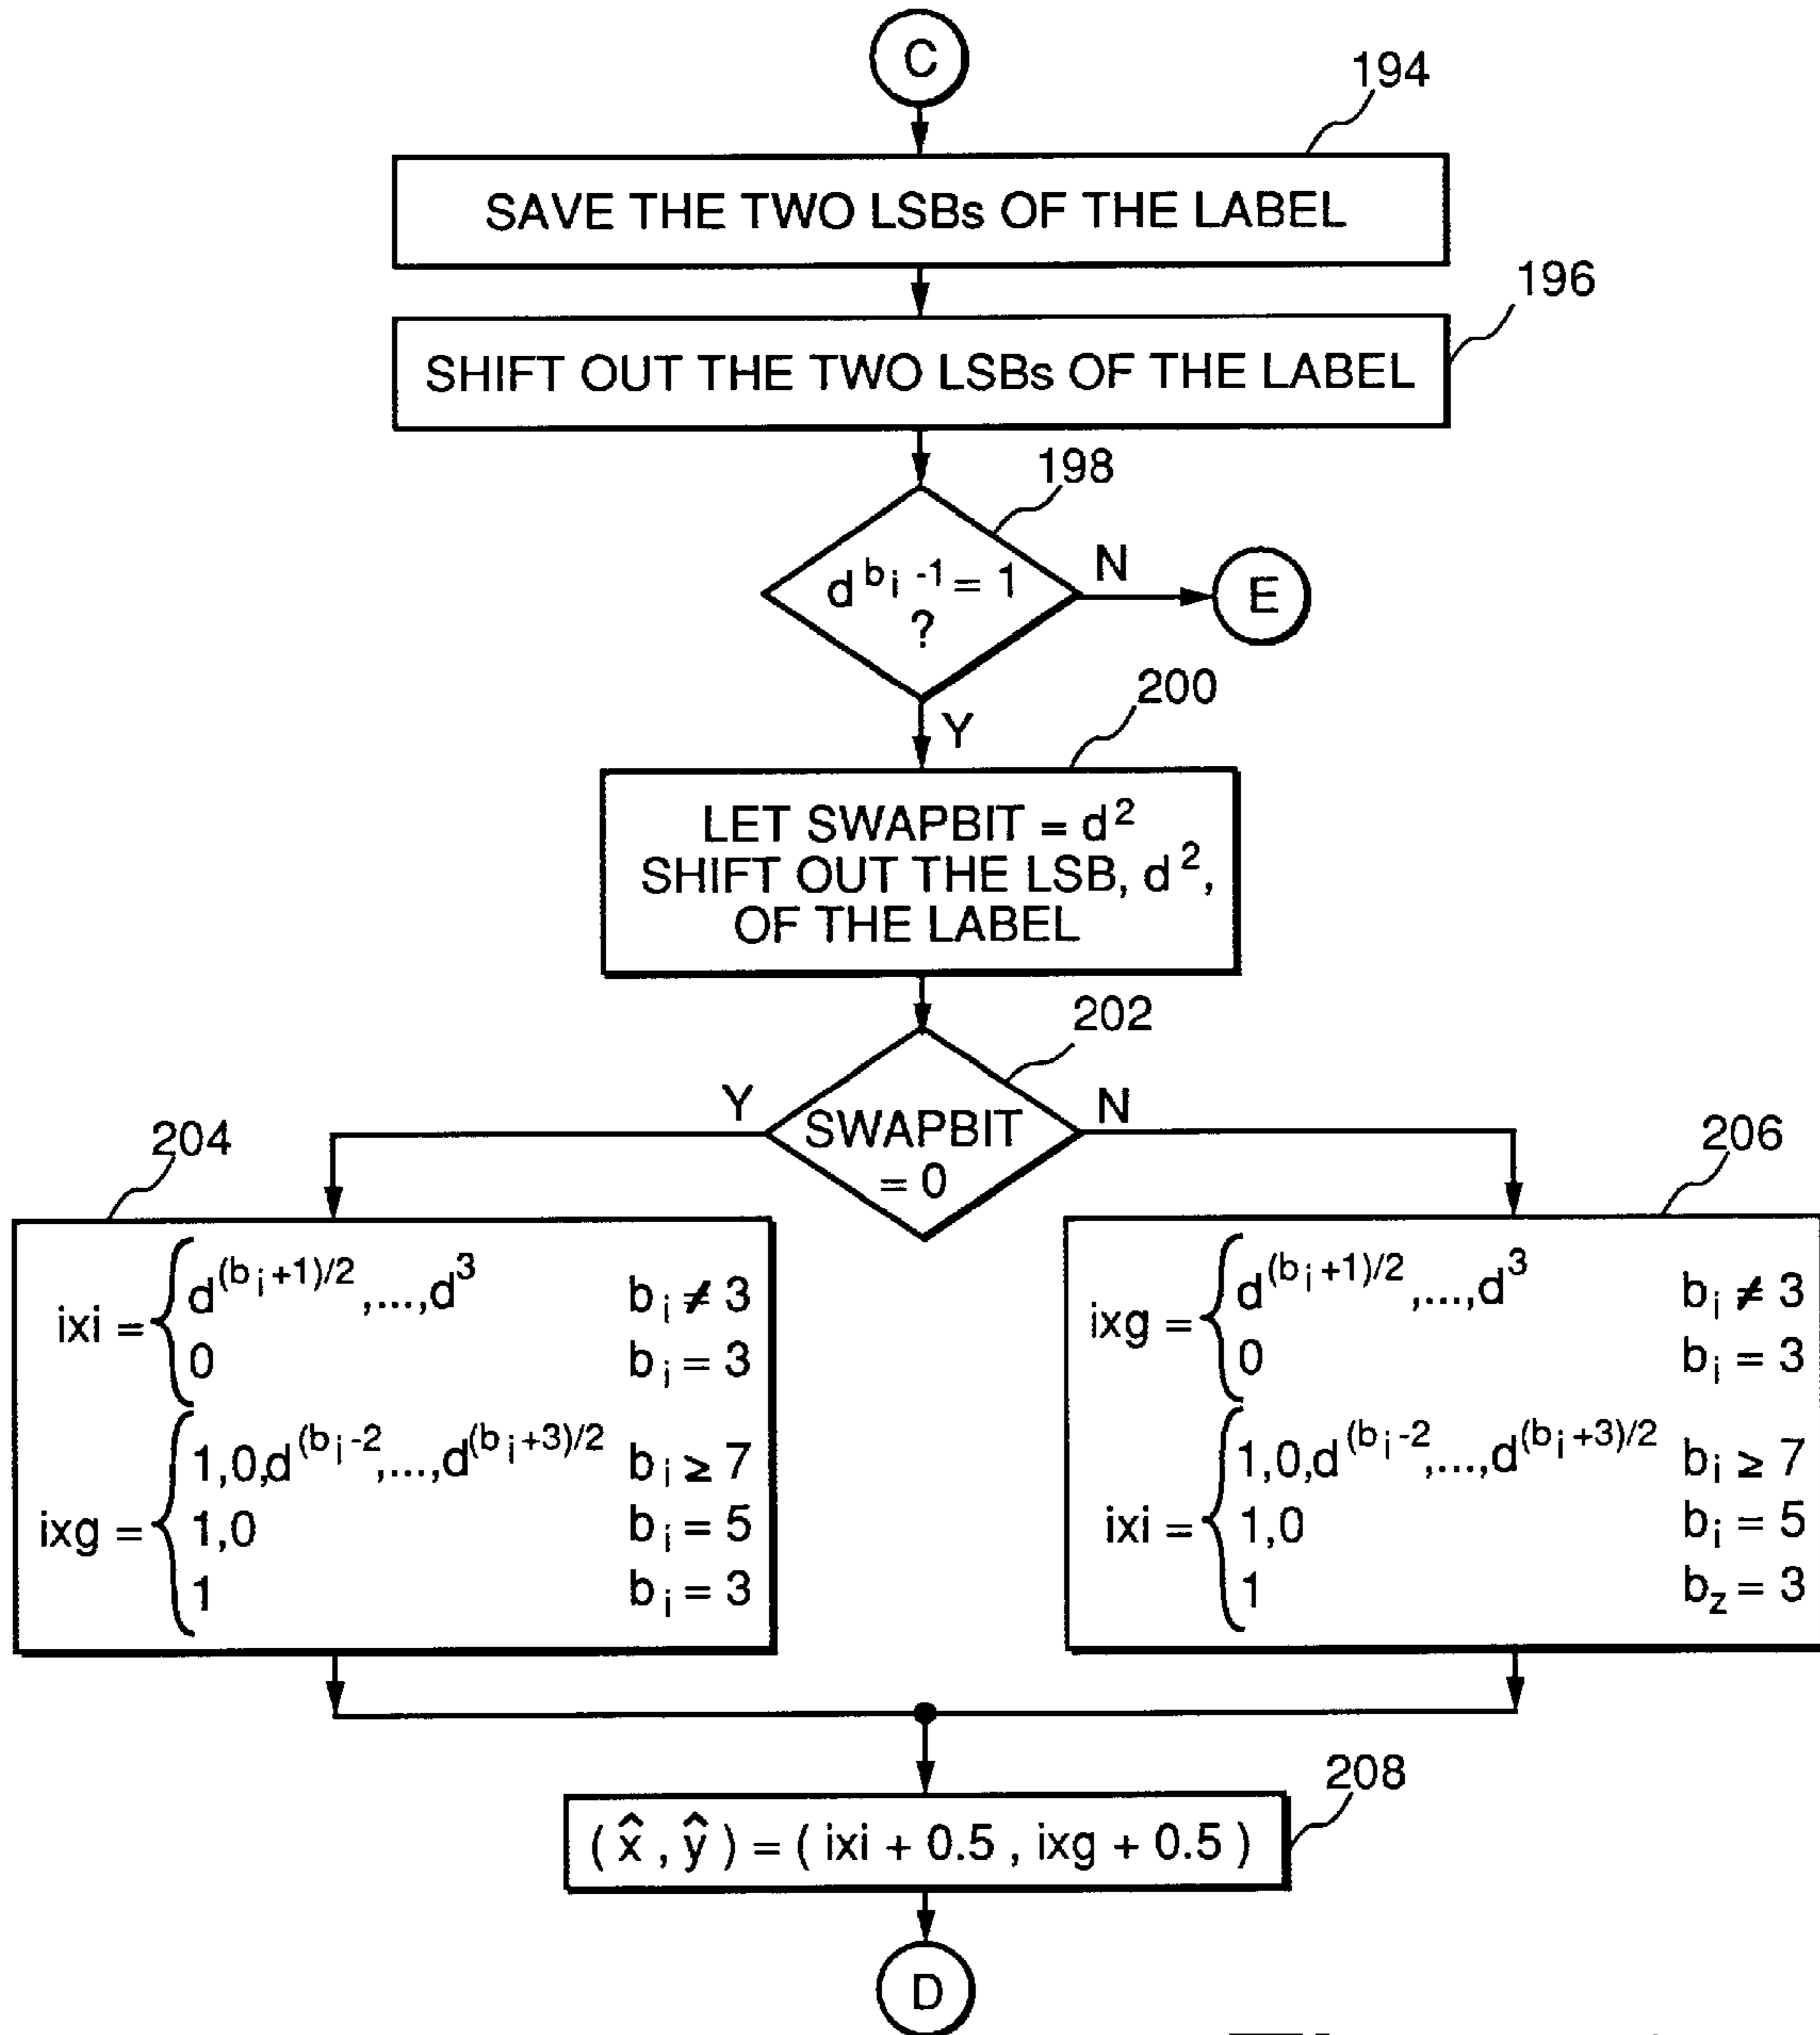 C
194
SAVE THE TWO LSBs OF THE LABEL
196
SHIFT OUT THE TWO LSBs OF THE LABEL
198
d^{b_i -1} = 1
?
N
E
Y
200
LET SWAPBIT = d^2
SHIFT OUT THE LSB, d^2,
OF THE LABEL
202
SWAPBIT
= 0
Y
N
204
ixi = { d^{(b_i+1)/2},...,d^3 b_i ≠ 3
0 b_i = 3
ixg = { 1,0,d^{(b_i -2},...,d^{(b_i+3)/2} b_i ≥ 7
1,0 b_i = 5
1 b_i = 3
206
ixg = { d^{(b_i+1)/2},...,d^3 b_i ≠ 3
0 b_i = 3
ixi = { 1,0,d^{(b_i -2},...,d^{(b_i+3)/2} b_i ≥ 7
1,0 b_i = 5
1 b_z = 3
208
( x̂ , ŷ ) = ( ixi + 0.5 , ixg + 0.5 )
D